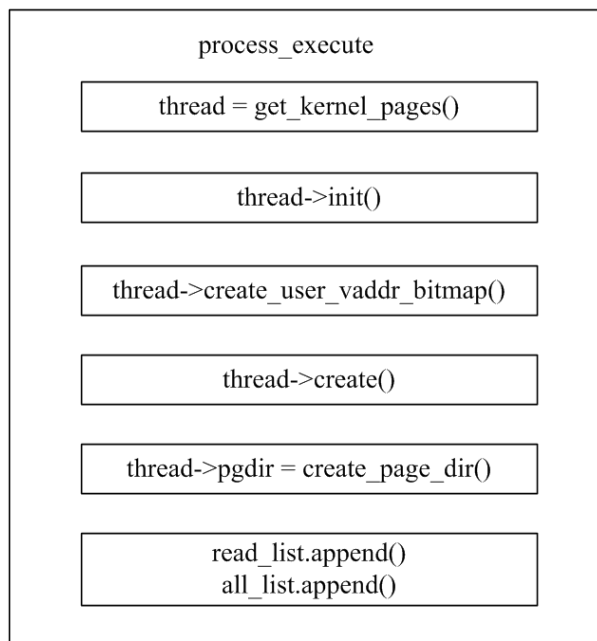 process_execute
thread = get_kernel_pages()
thread->init()
thread->create_user_vaddr_bitmap()
thread->create()
thread->pgdir = create_page_dir()
read_list.append()
all_list.append()